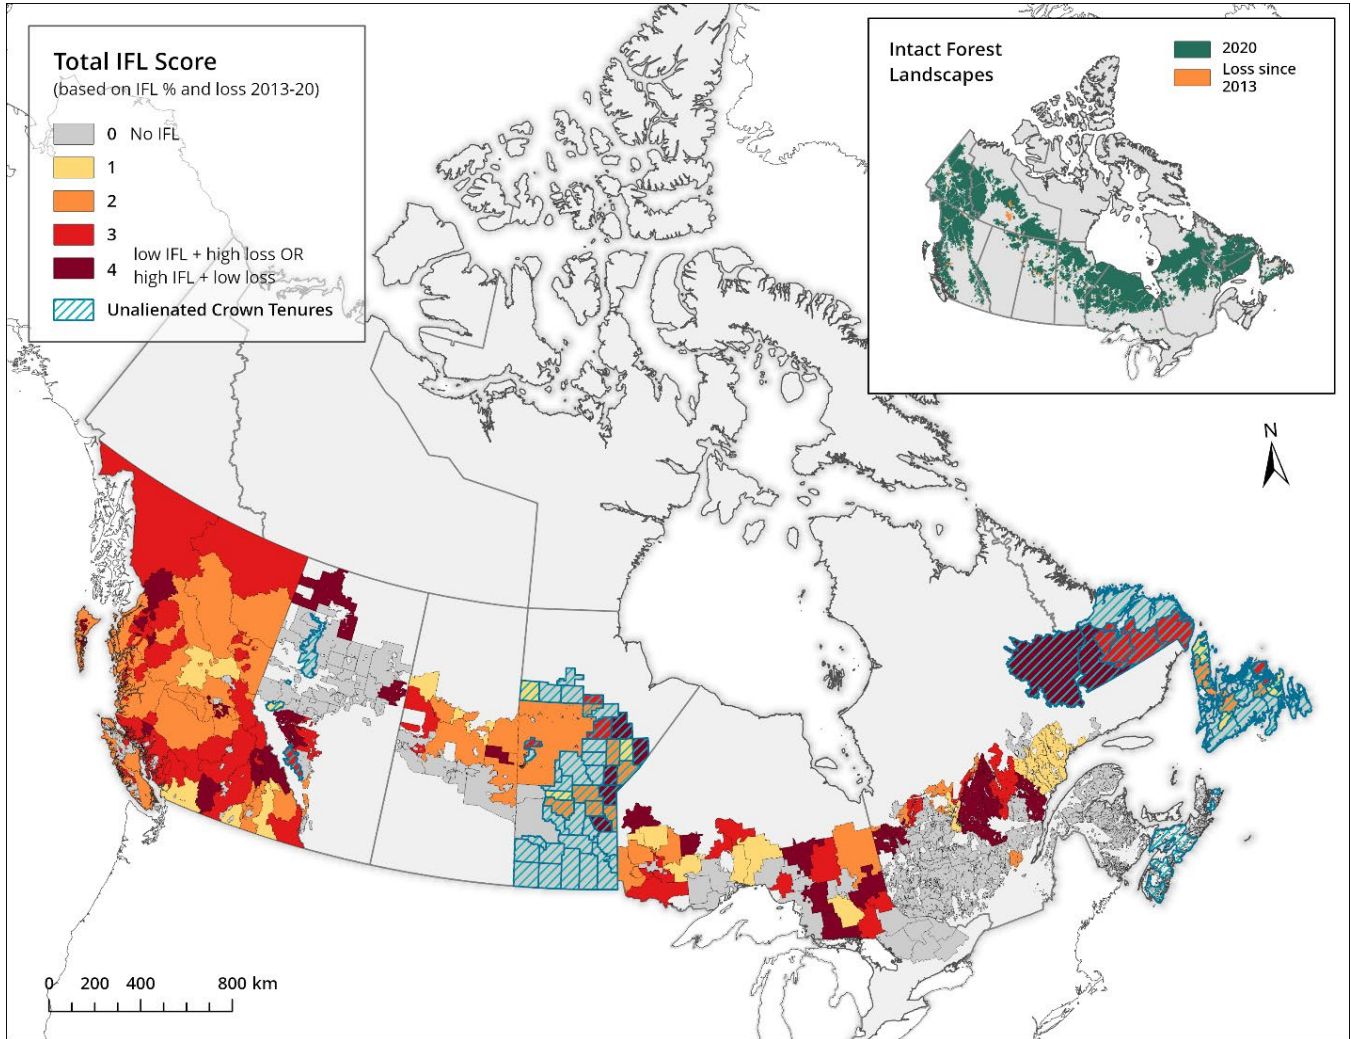 Total IFL Score
(based on IFL % and loss 2013-20)
0 No IFL
1
2
3
4
low IFL + high loss OR
high IFL + low loss
Unalienated Crown Tenures
Intact Forest
Landscapes
2020
Loss since
2013
N
0 200 400 800 km